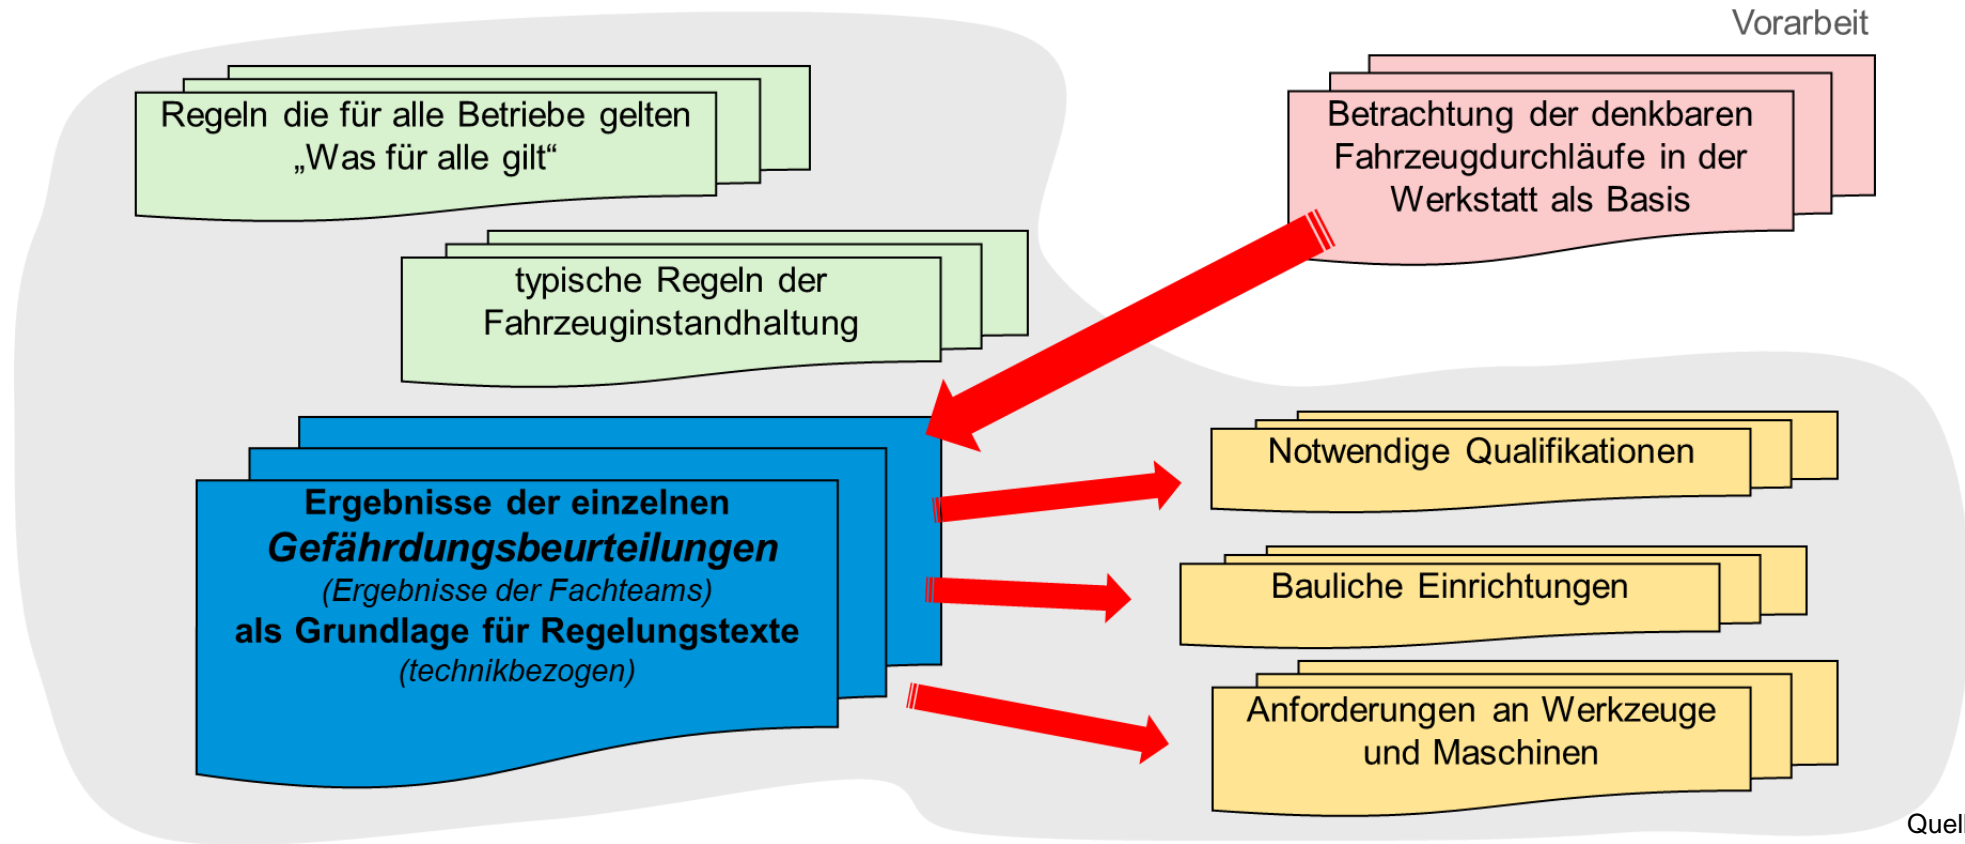 Vorarbeit
Regeln die für alle Betriebe gelten
„Was für alle gilt“
Betrachtung der denkbaren
Fahrzeugdurchläufe in der
Werkstatt als Basis
typische Regeln der
Fahrzeuginstandhaltung
Ergebnisse der einzelnen
Gefährdungsbeurteilungen
(Ergebnisse der Fachteams)
als Grundlage für Regelungstexte
(technikbezogen)
Notwendige Qualifikationen
Bauliche Einrichtungen
Anforderungen an Werkzeuge
und Maschinen
Quell